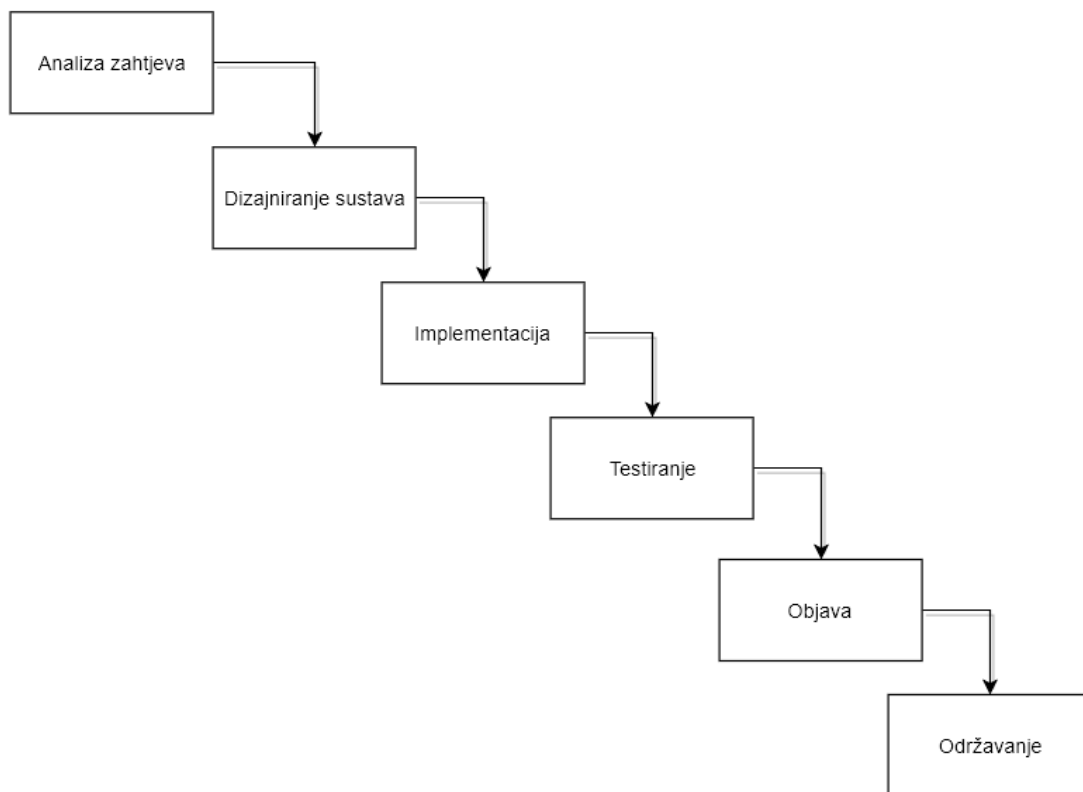 Analiza zahtjeva
Dizajniranje sustava
Implementacija
Testiranje
Objava
Održavanje